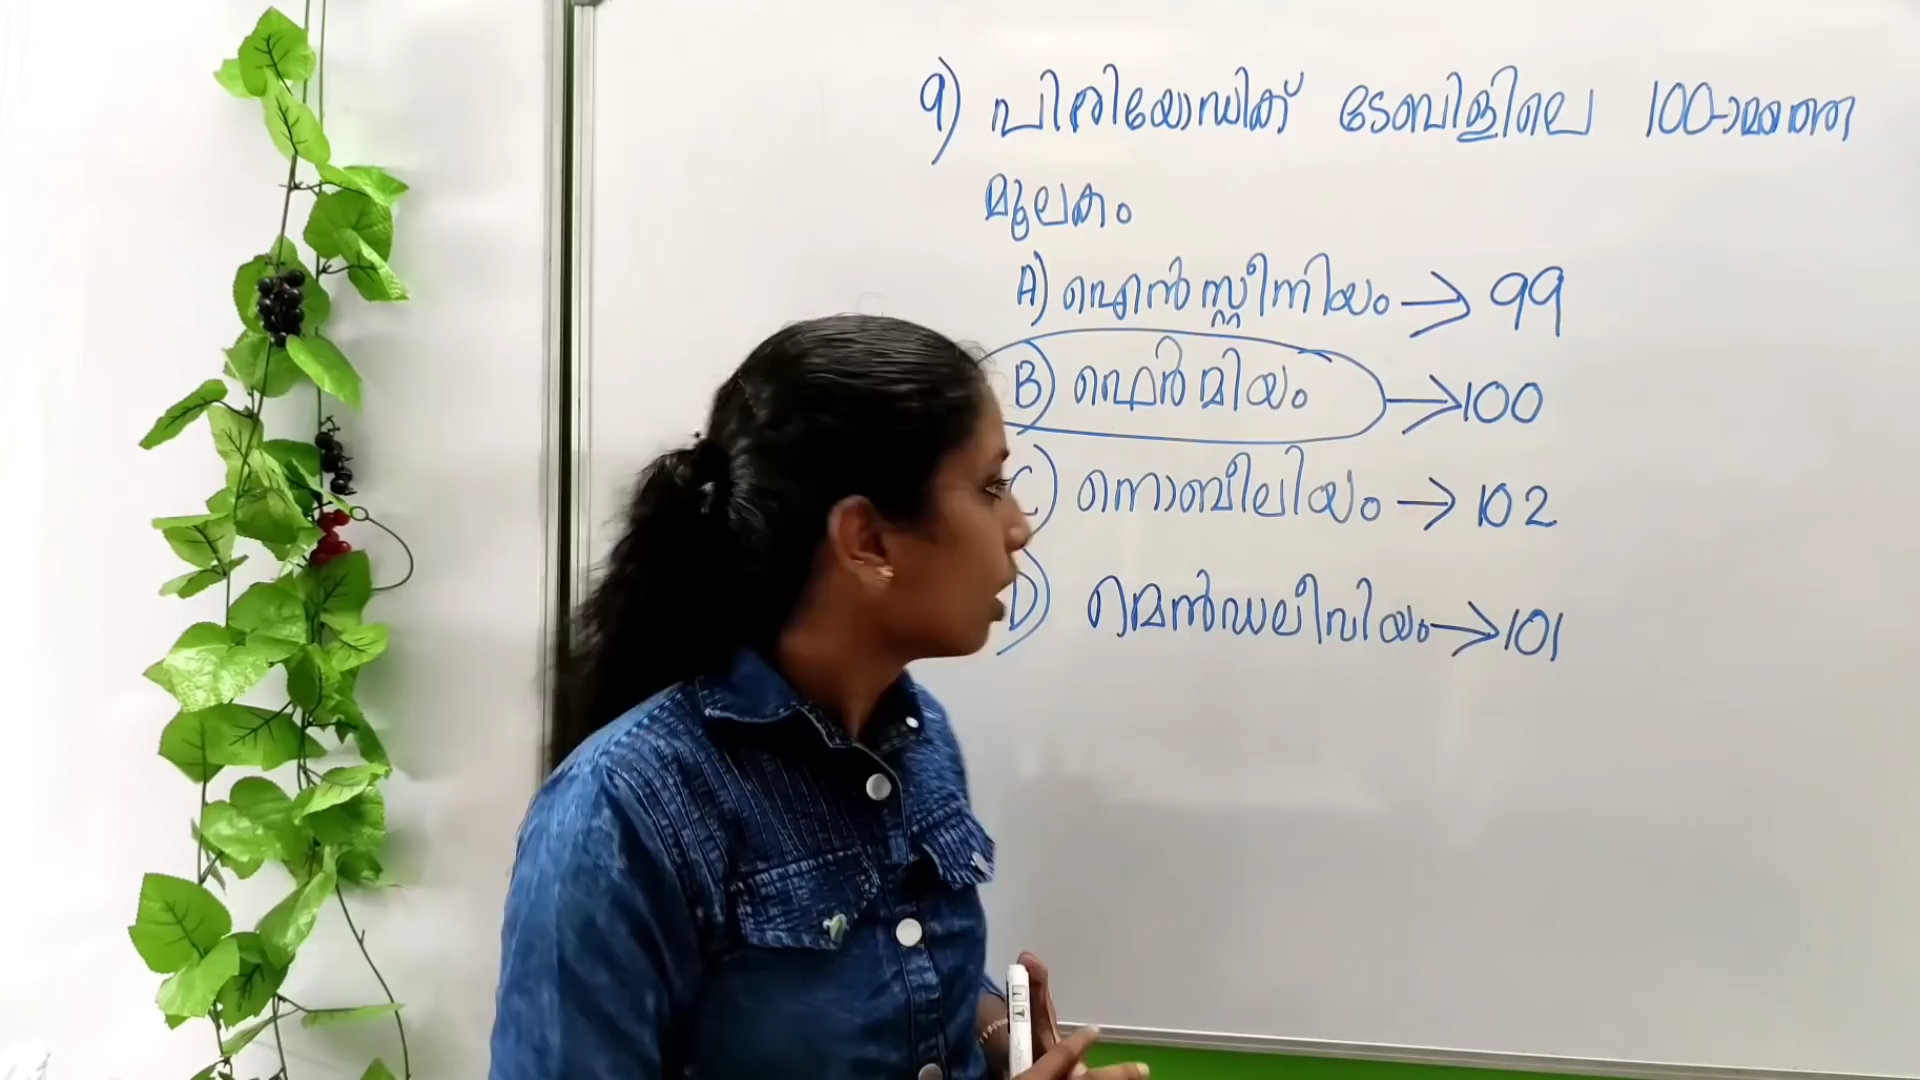 9) പിരിയോഡിക് ടേബിളിലെ 100-ാമത്തെ
മൂലകം
A) ഐൻസ്റ്റീനിയം → 99
B) ഫെർമിയം → 100
C) നൊബീലിയം → 102
D) മെൻഡലീവിയം → 101